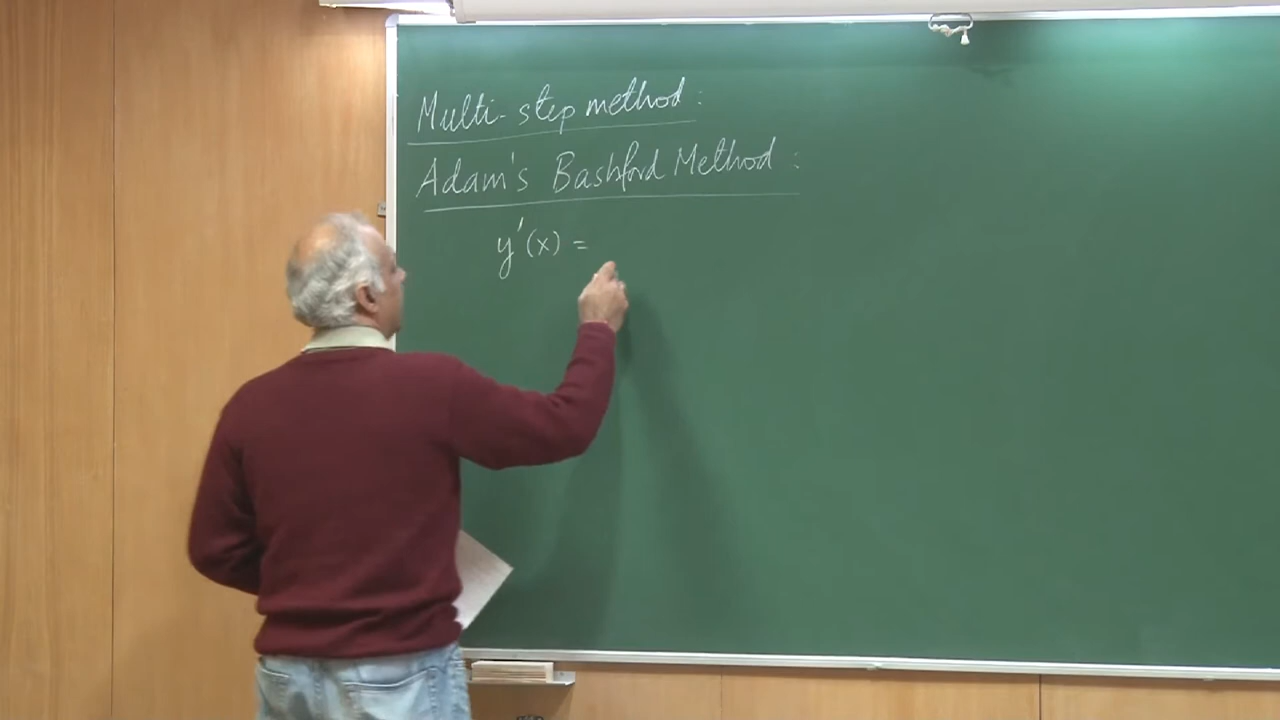 Multi-step method :
Adam's Bashford Method :
y'(x) =